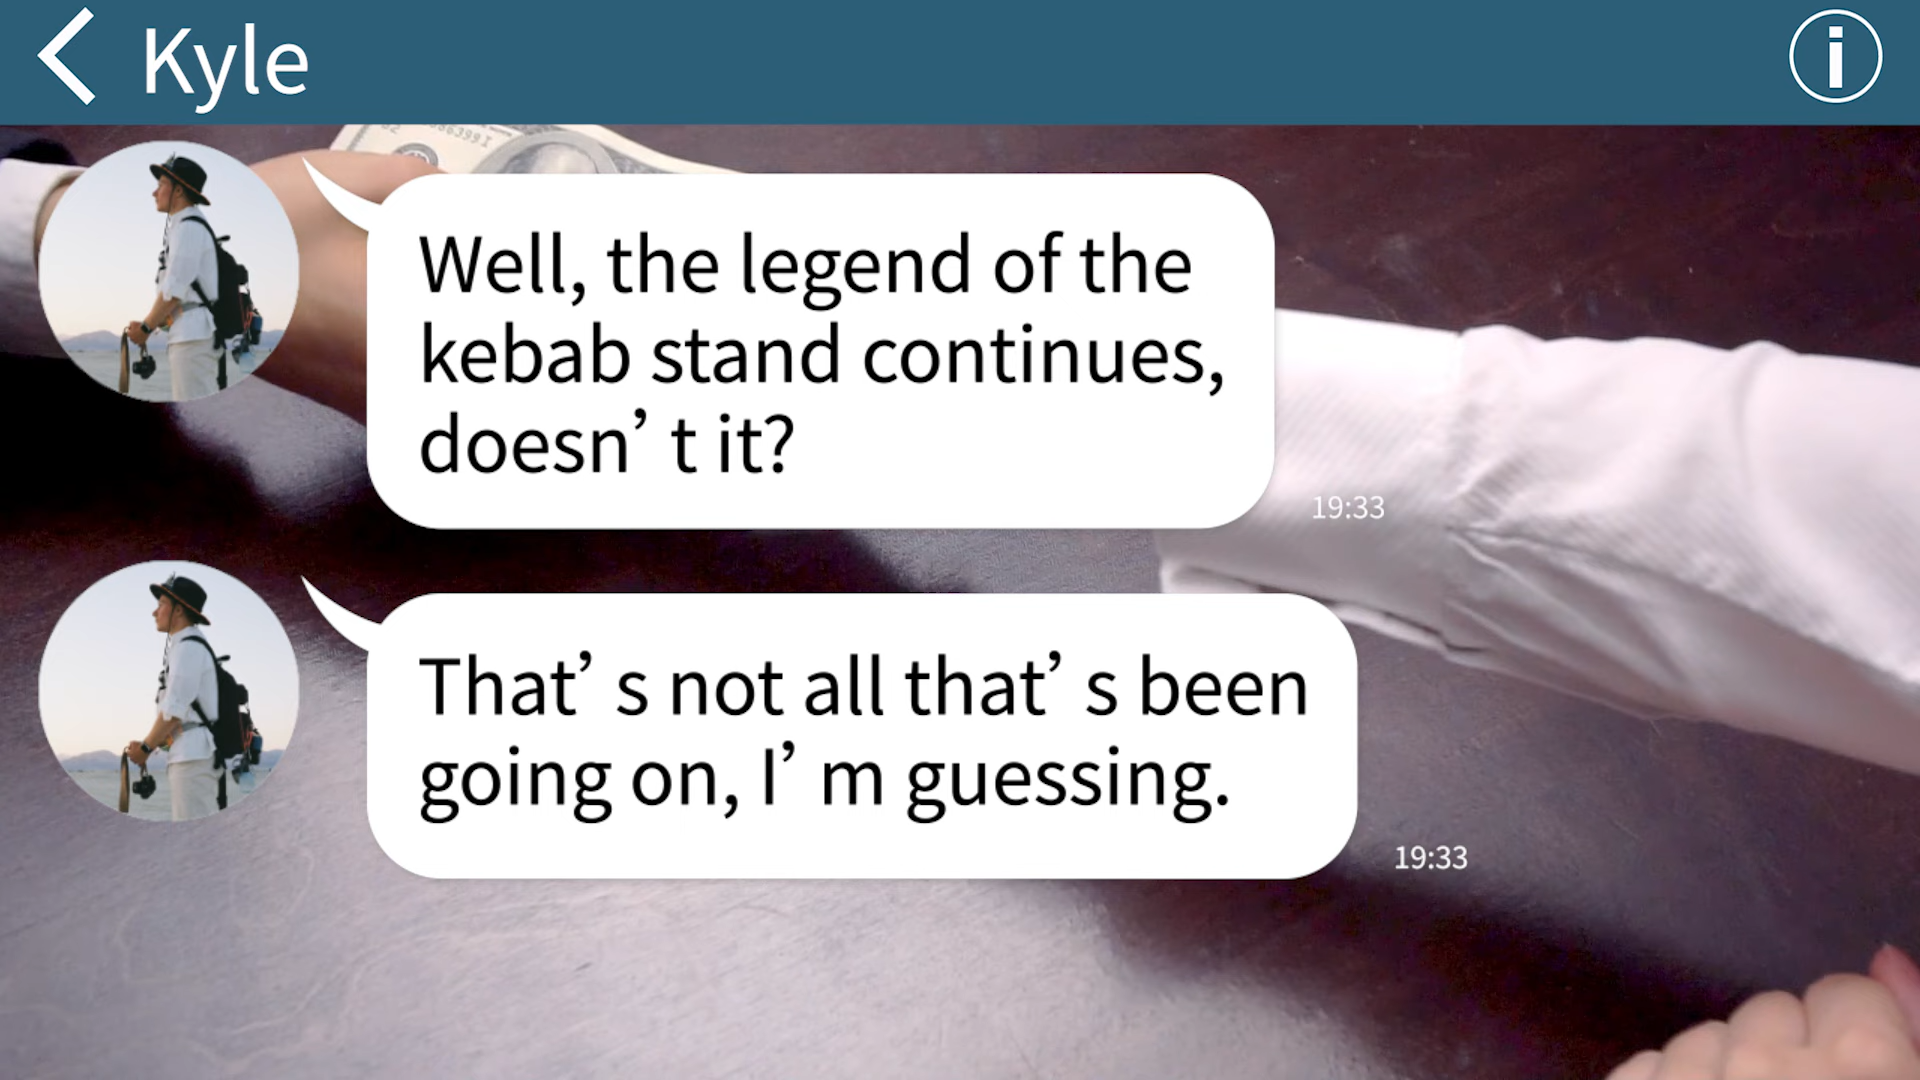 Kyle
Well, the legend of the
kebab stand continues,
doesn’t it?
19:33
That’s not all that’s been
going on, I’m guessing.
19:33